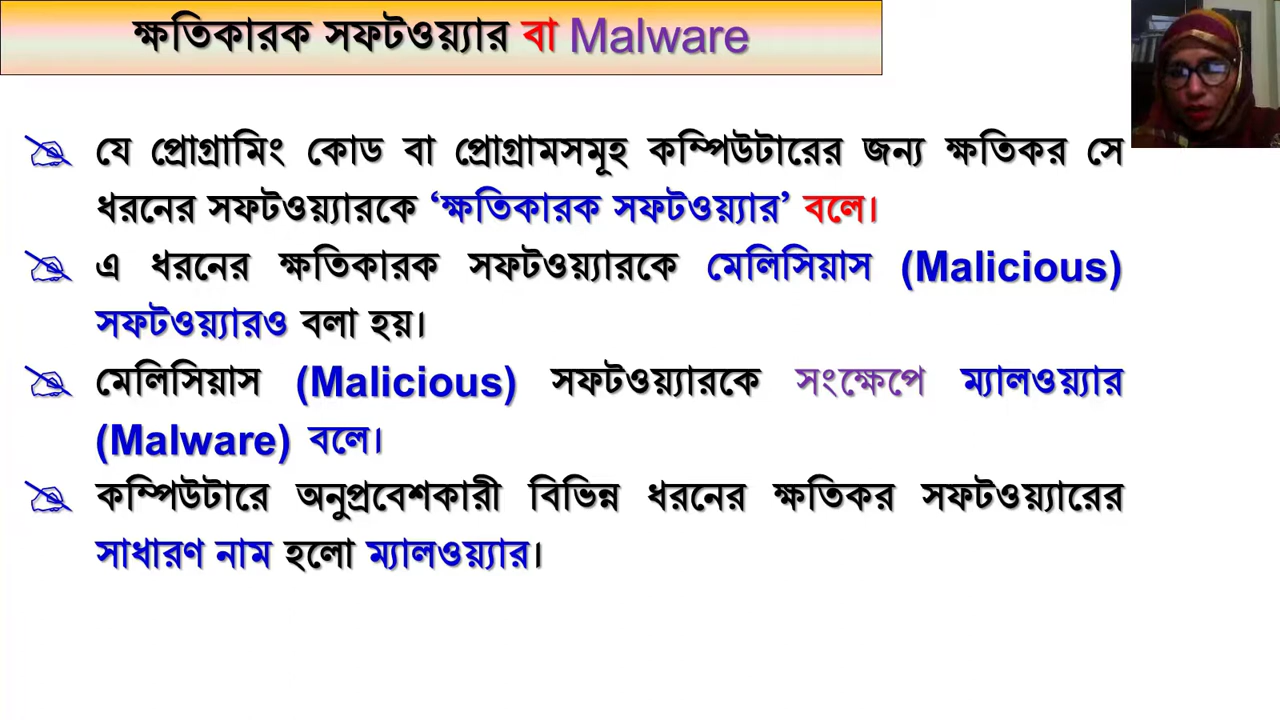 ক্ষতিকারক সফটওয়্যার বা Malware
যে প্রোগ্রামিং কোড বা প্রোগ্রামসমূহ কম্পিউটারের জন্য ক্ষতিকর সে
ধরনের সফটওয়্যারকে ‘ক্ষতিকারক সফটওয়্যার’ বলে।
এ ধরনের ক্ষতিকারক সফটওয়্যারকে মেলিসিয়াস (Malicious)
সফটওয়্যারও বলা হয়।
মেলিসিয়াস (Malicious) সফটওয়্যারকে সংক্ষেপে ম্যালওয়্যার
(Malware) বলে।
কম্পিউটারে অনুপ্রবেশকারী বিভিন্ন ধরনের ক্ষতিকর সফটওয়্যারের
সাধারণ নাম হলো ম্যালওয়্যার।